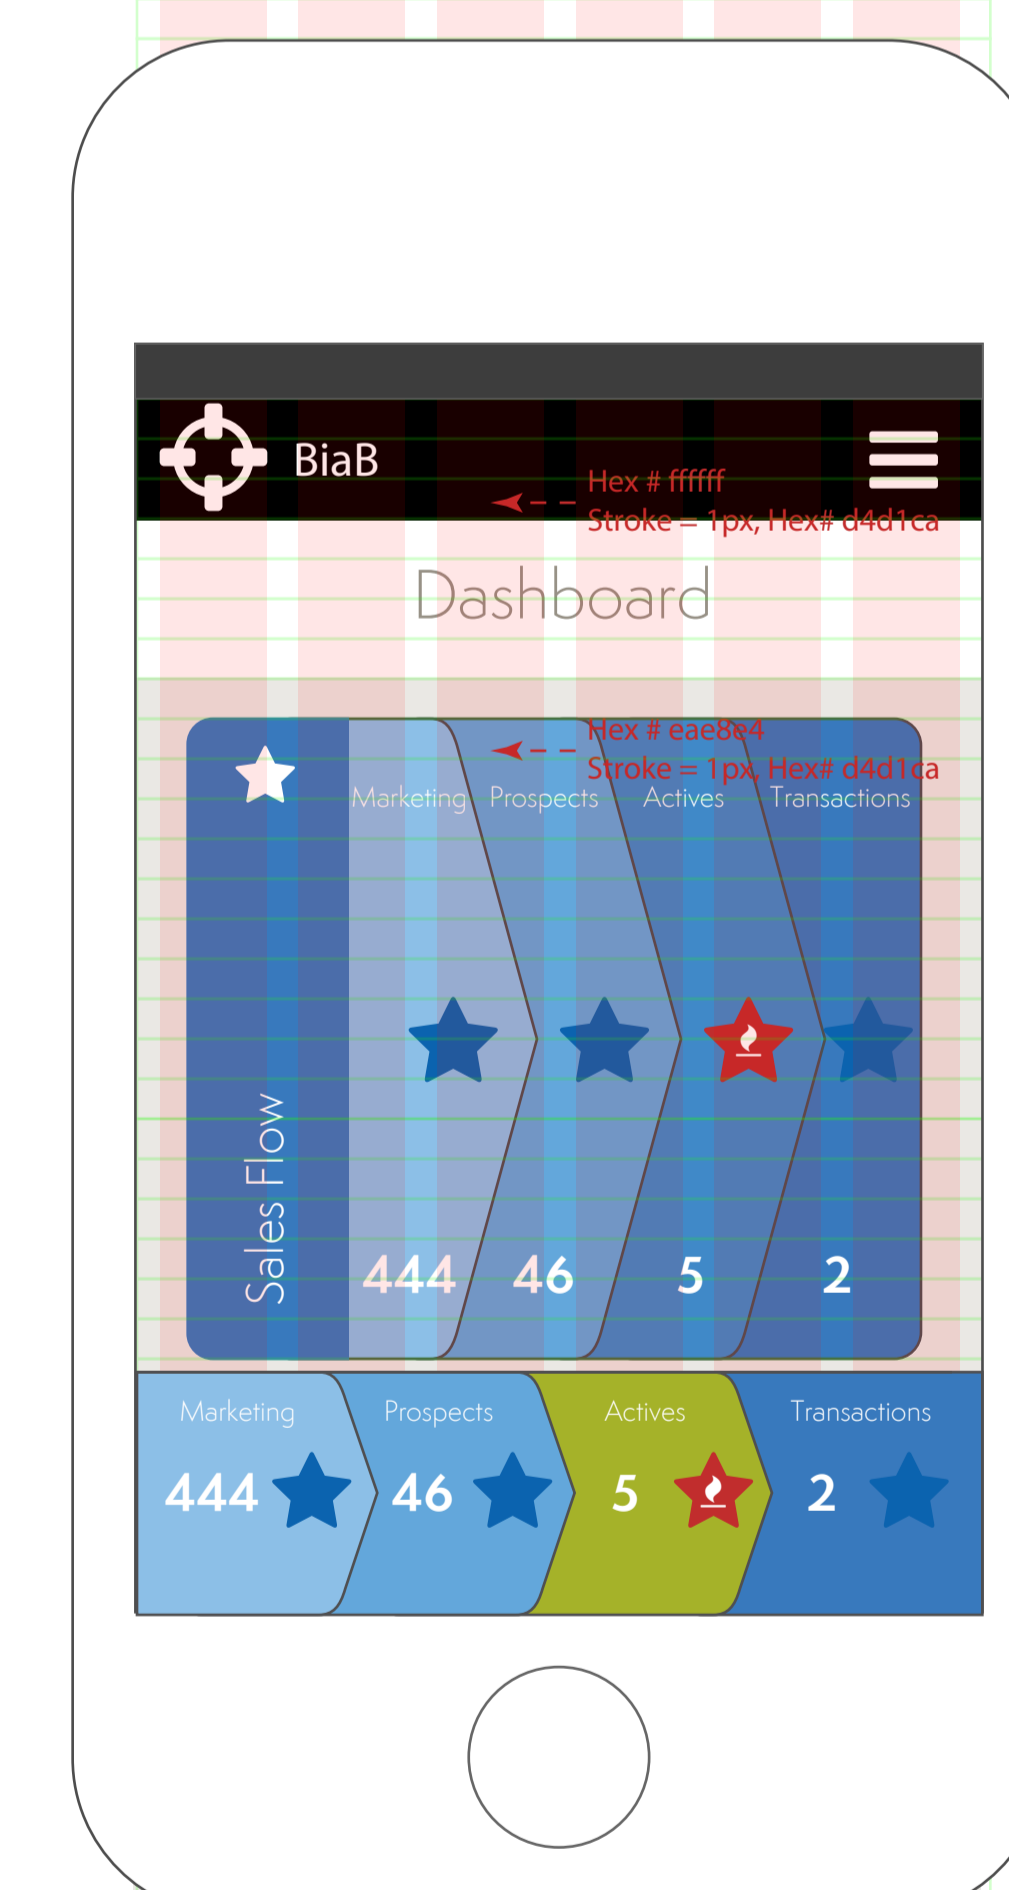 BiaB
Hex # ffffff
Stroke = 1px, Hex# d4d1ca
Dashboard
Hex # eae8e4
Stroke = 1px, Hex# d4d1ca
Marketing Prospects Actives Transactions
Sales Flow
444 46 5 2
Marketing Prospects Actives Transactions
444 46 5 2